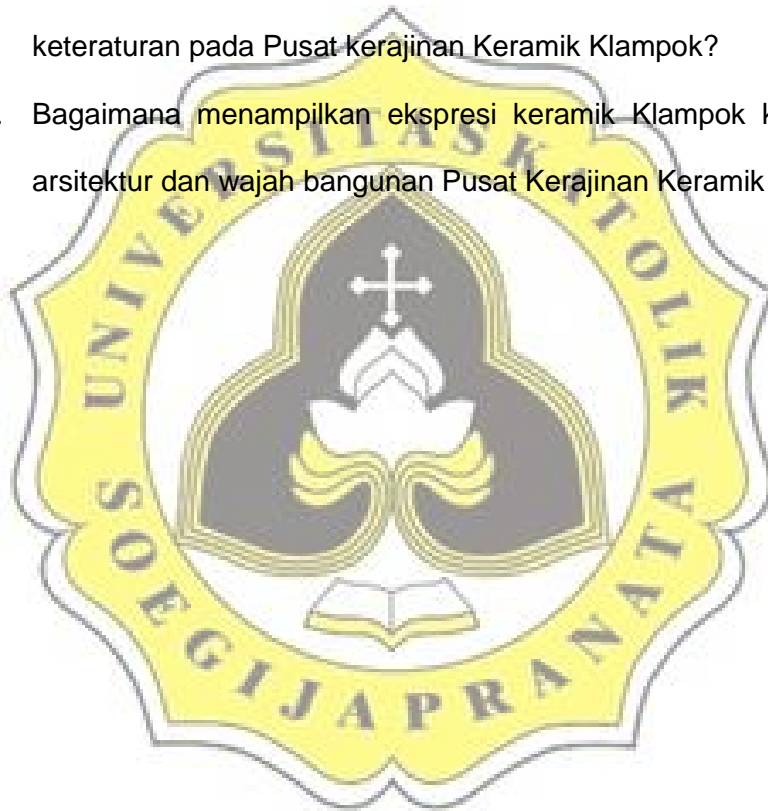 keteraturan pada Pusat kerajinan Keramik Klampok?
. Bagaimana menampilkan ekspresi keramik Klampok k
arsitektur dan wajah bangunan Pusat Kerajinan Keramik
UNIVERSITAS KATOLIK
SOEGIJAPRANATA